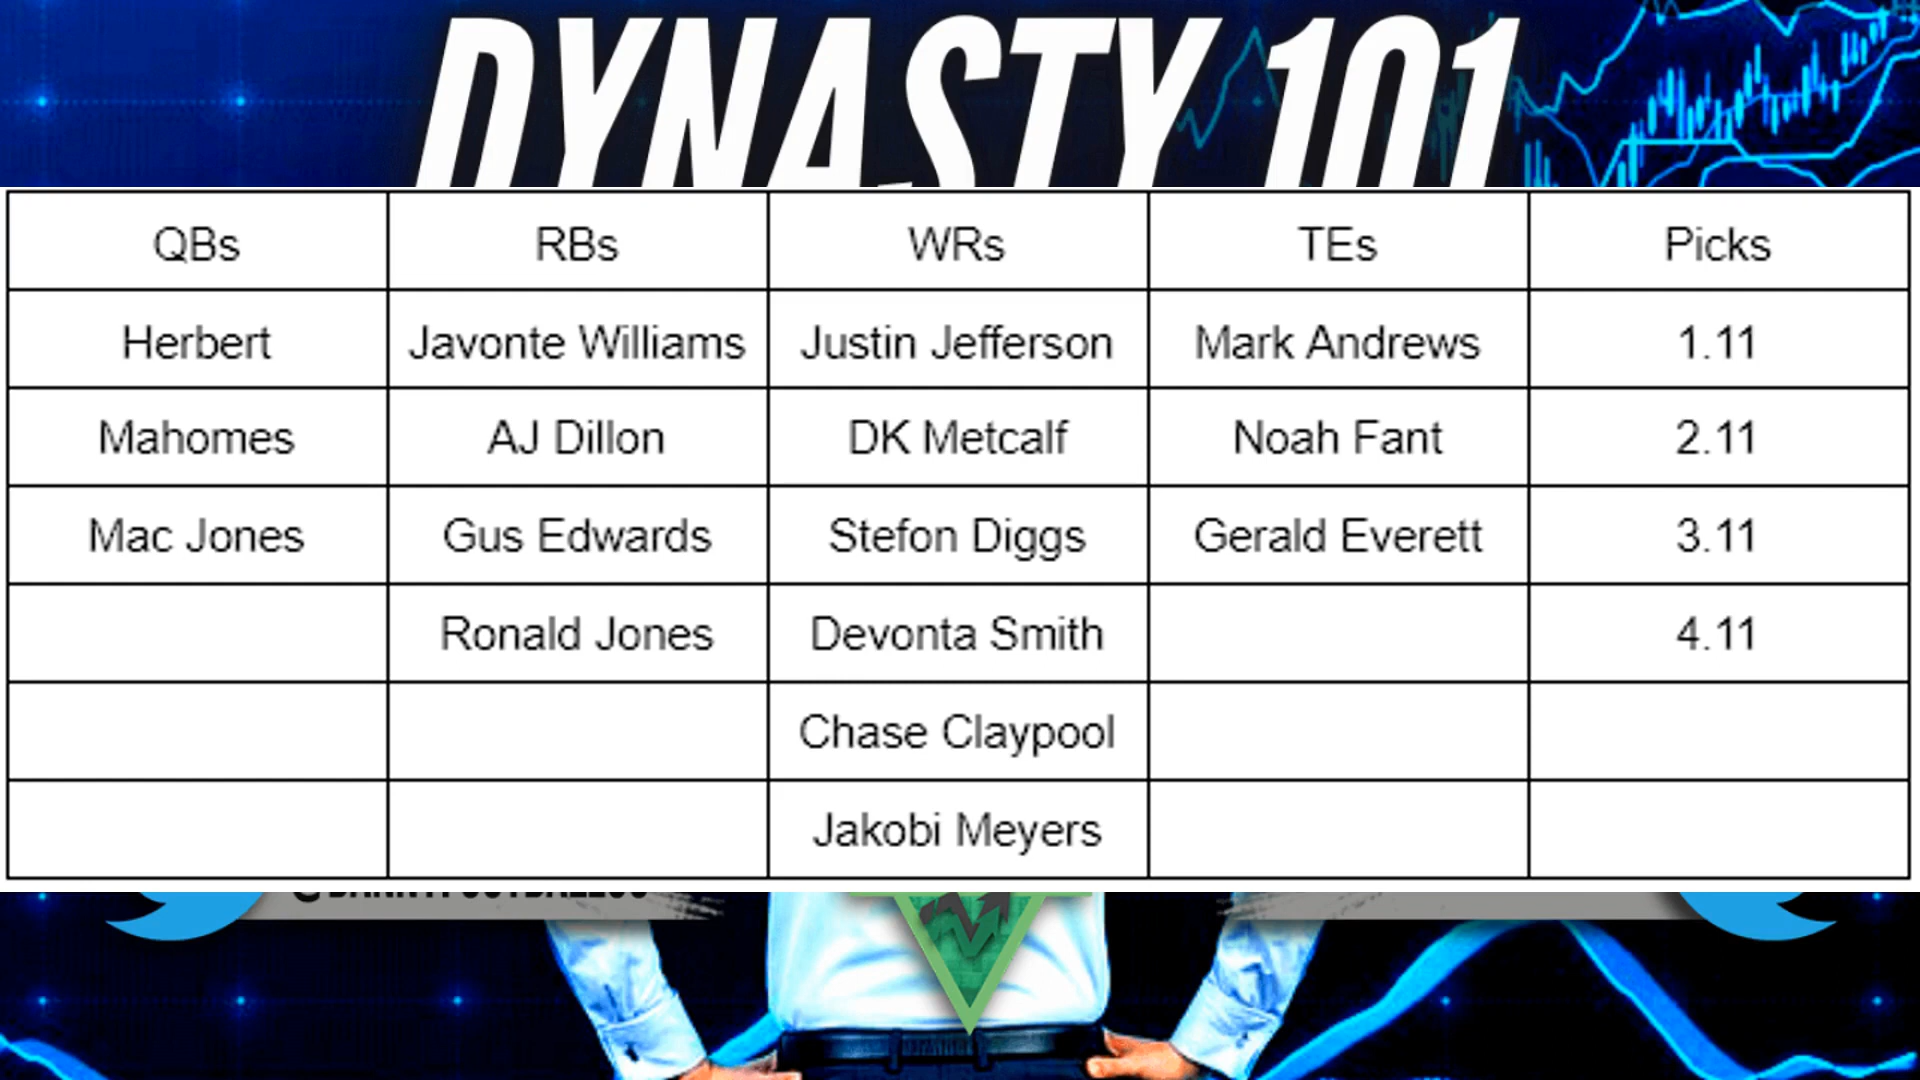 DYNASTY 101
QBs RBs WRs TEs Picks
Herbert Javonte Williams Justin Jefferson Mark Andrews 1.11
Mahomes AJ Dillon DK Metcalf Noah Fant 2.11
Mac Jones Gus Edwards Stefon Diggs Gerald Everett 3.11
Ronald Jones Devonta Smith 4.11
Chase Claypool
Jakobi Meyers